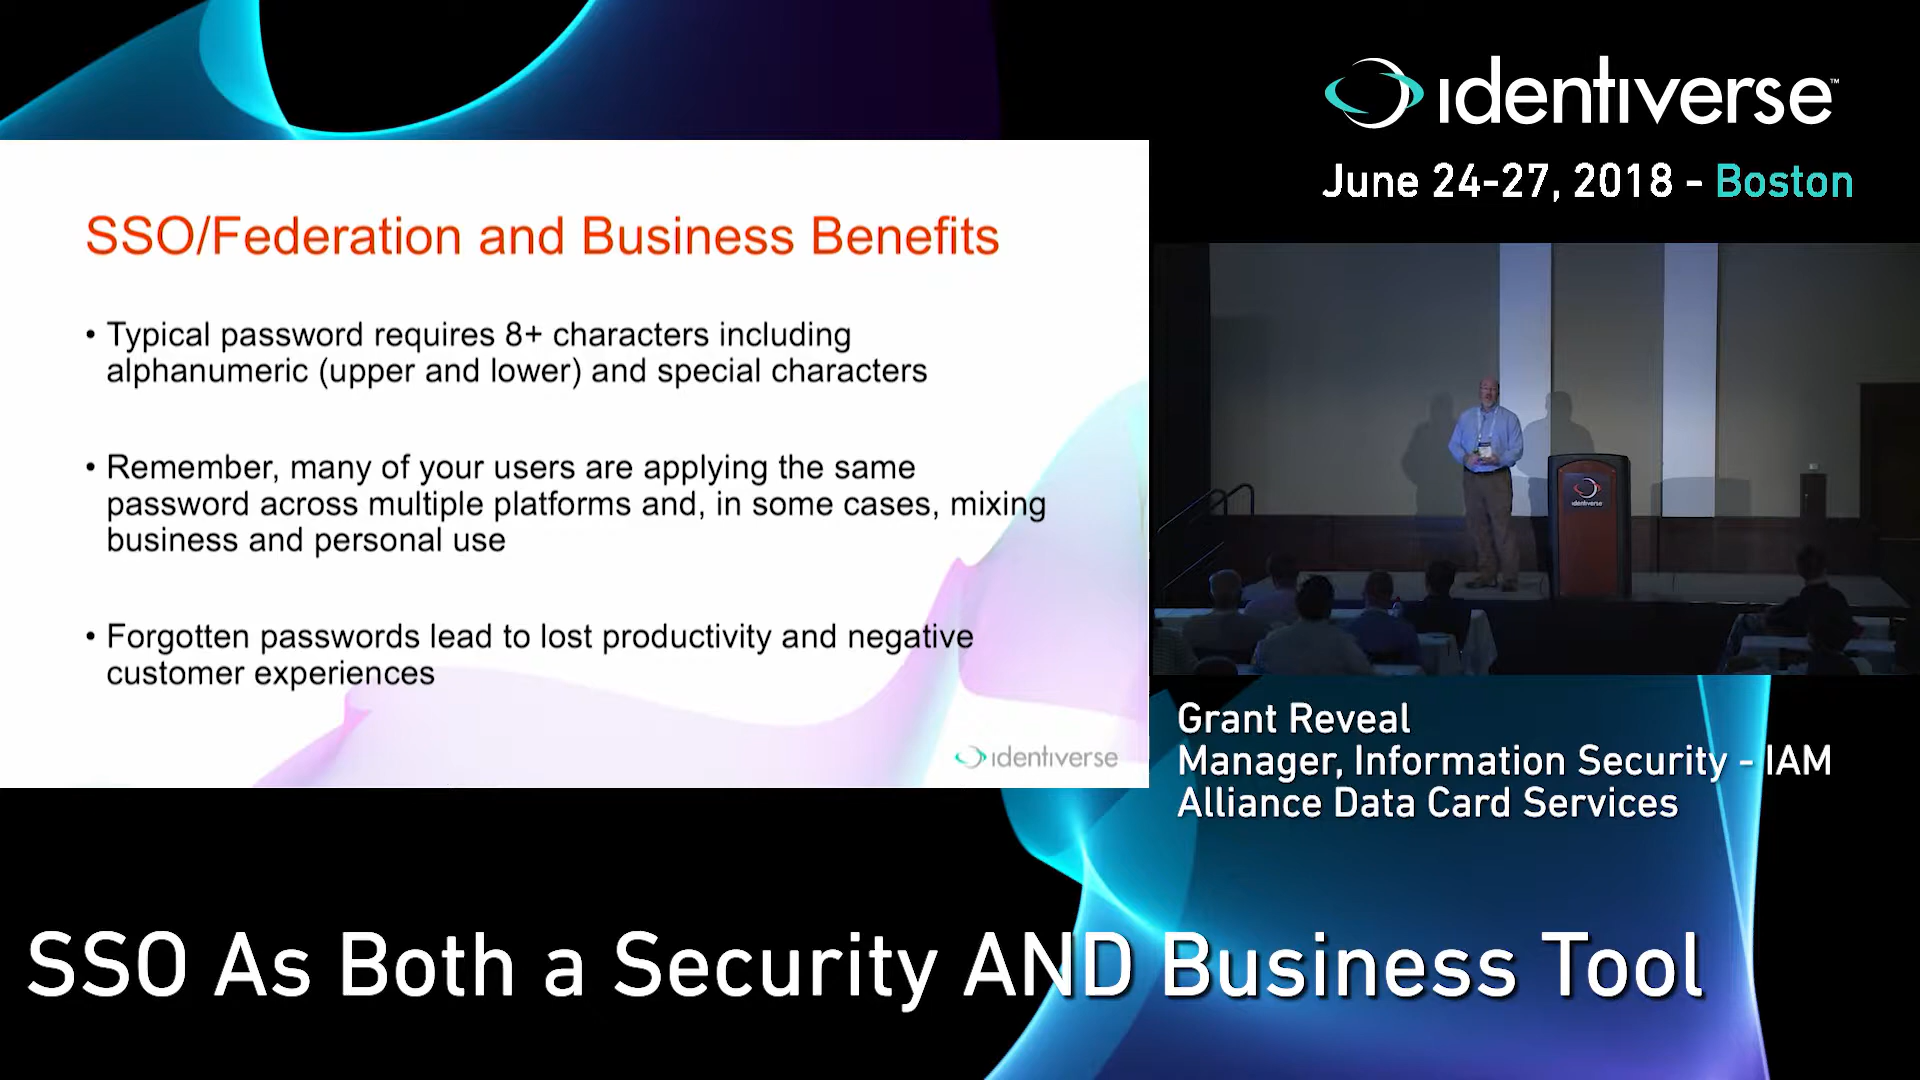 identiverse™
June 24-27, 2018 - Boston
SSO/Federation and Business Benefits
• Typical password requires 8+ characters including
alphanumeric (upper and lower) and special characters
• Remember, many of your users are applying the same
password across multiple platforms and, in some cases, mixing
business and personal use
• Forgotten passwords lead to lost productivity and negative
customer experiences
identiverse
identiverse
Grant Reveal
Manager, Information Security - IAM
Alliance Data Card Services
SSO As Both a Security AND Business Tool